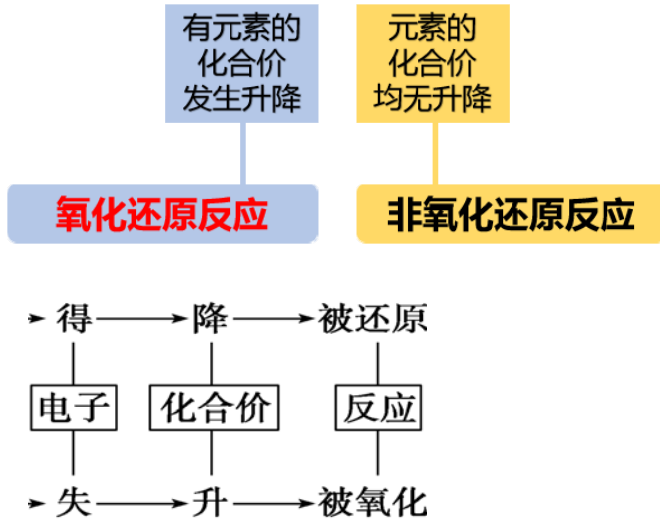 有元素的
化合价
发生升降
元素的
化合价
均无升降
氧化还原反应
非氧化还原反应
得 降 被还原
电子 化合价 反应
失 升 被氧化